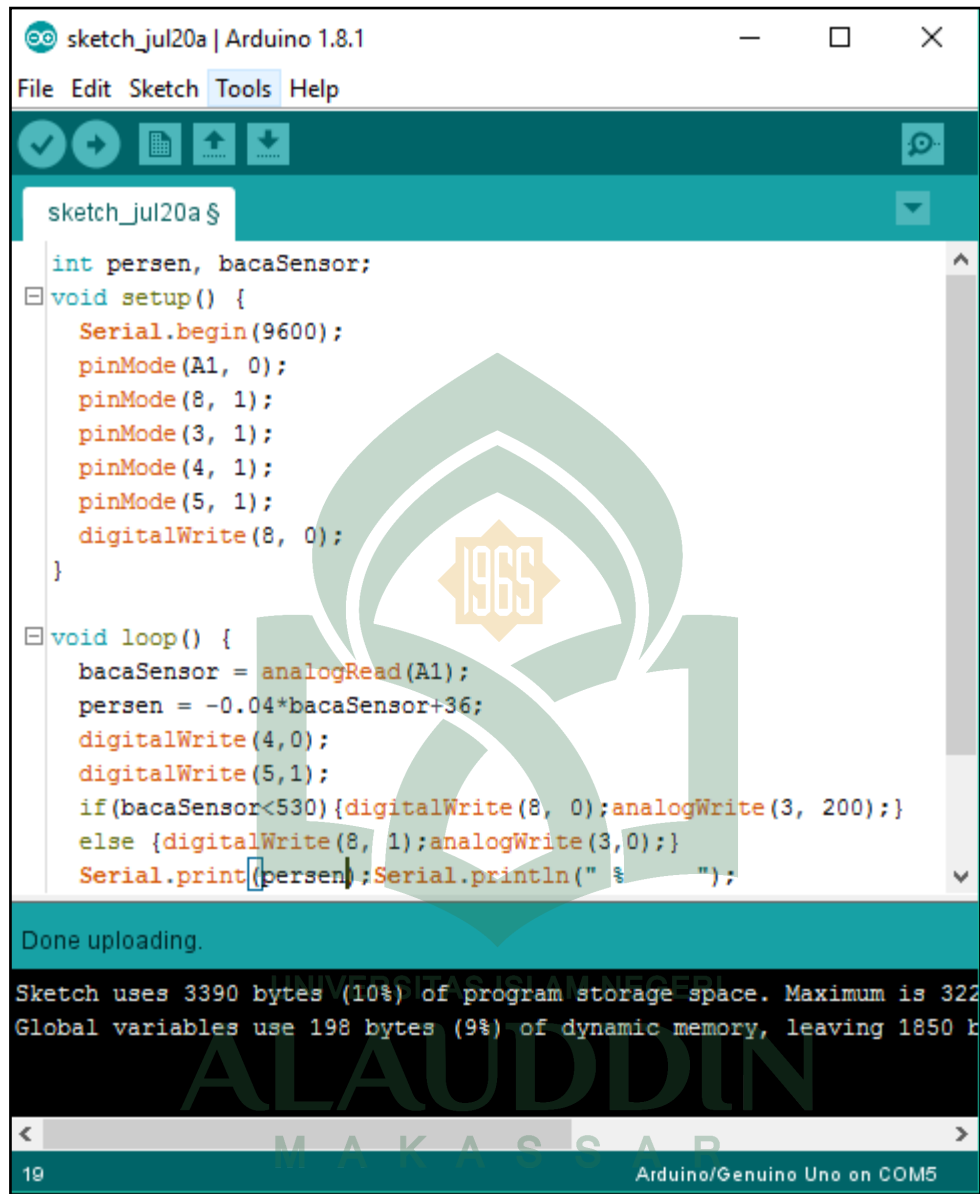 sketch_jul20a | Arduino 1.8.1
File Edit Sketch Tools Help
sketch_jul20a §
int persen, bacaSensor;
void setup() {
  Serial.begin(9600);
  pinMode(A1, 0);
  pinMode(8, 1);
  pinMode(3, 1);
  pinMode(4, 1);
  pinMode(5, 1);
  digitalWrite(8, 0);
}
1965
void loop() {
  bacaSensor = analogRead(A1);
  persen = -0.04*bacaSensor+36;
  digitalWrite(4,0);
  digitalWrite(5,1);
  if(bacaSensor<530){digitalWrite(8, 0);analogWrite(3, 200);}
  else {digitalWrite(8, 1);analogWrite(3,0);}
  Serial.print(persen);Serial.println(" %     ");
Done uploading.
UNIVERSITAS ISLAM NEGERI
Sketch uses 3390 bytes (10%) of program storage space. Maximum is 322
Global variables use 198 bytes (9%) of dynamic memory, leaving 1850 b
ALAUDDIN
MAKASSAR
19
Arduino/Genuino Uno on COM5